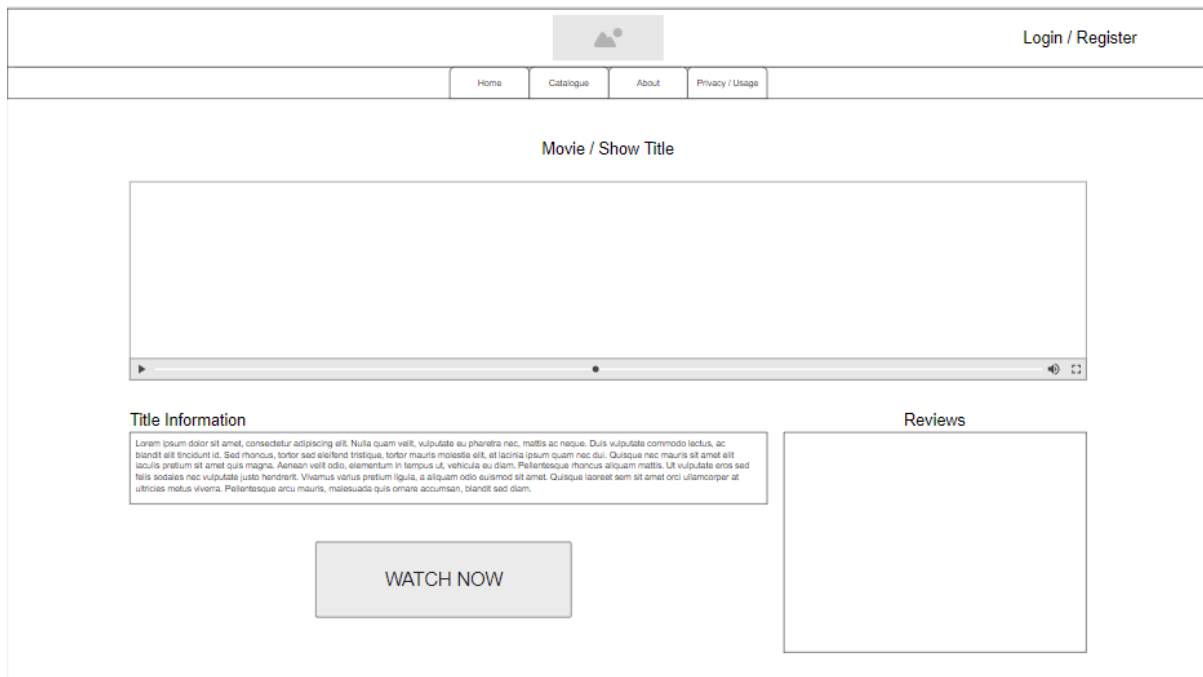 Login / Register
Home
Catalogue
About
Privacy / Usage
Movie / Show Title
Title Information
Reviews
Lorem ipsum dolor sit amet, consectetur adipiscing elit. Nulla quam velit, vulputate eu pharetra nec, mattis ac neque. Duis vulputate commodo lectus, ac
blandit elit tincidunt id. Sed rhoncus, tortor sed eleifend tristique, tortor mauris molestie elit, et lacinia ipsum quam nec dui. Quisque nec mauris sit amet elit
iaculis pretium sit amet quis magna. Aenean velit odio, elementum in tempus ut, vehicula eu diam. Pellentesque rhoncus aliquam mattis. Ut vulputate eros sed
felis sodales nec vulputate justo hendrerit. Vivamus varius pretium ligula, a aliquam odio euismod sit amet. Quisque laoreet sem sit amet orci ullamcorper at
ultricies metus viverra. Pellentesque arcu mauris, malesuada quis ornare accumsan, blandit sed diam.
WATCH NOW